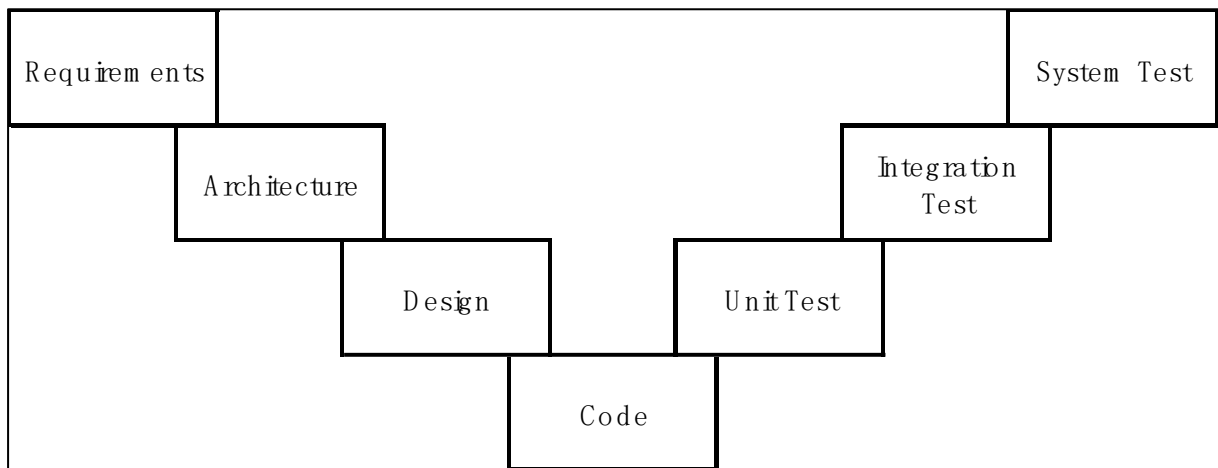 Requirements
System Test
Architecture
Integration
Test
Design
Unit Test
Code